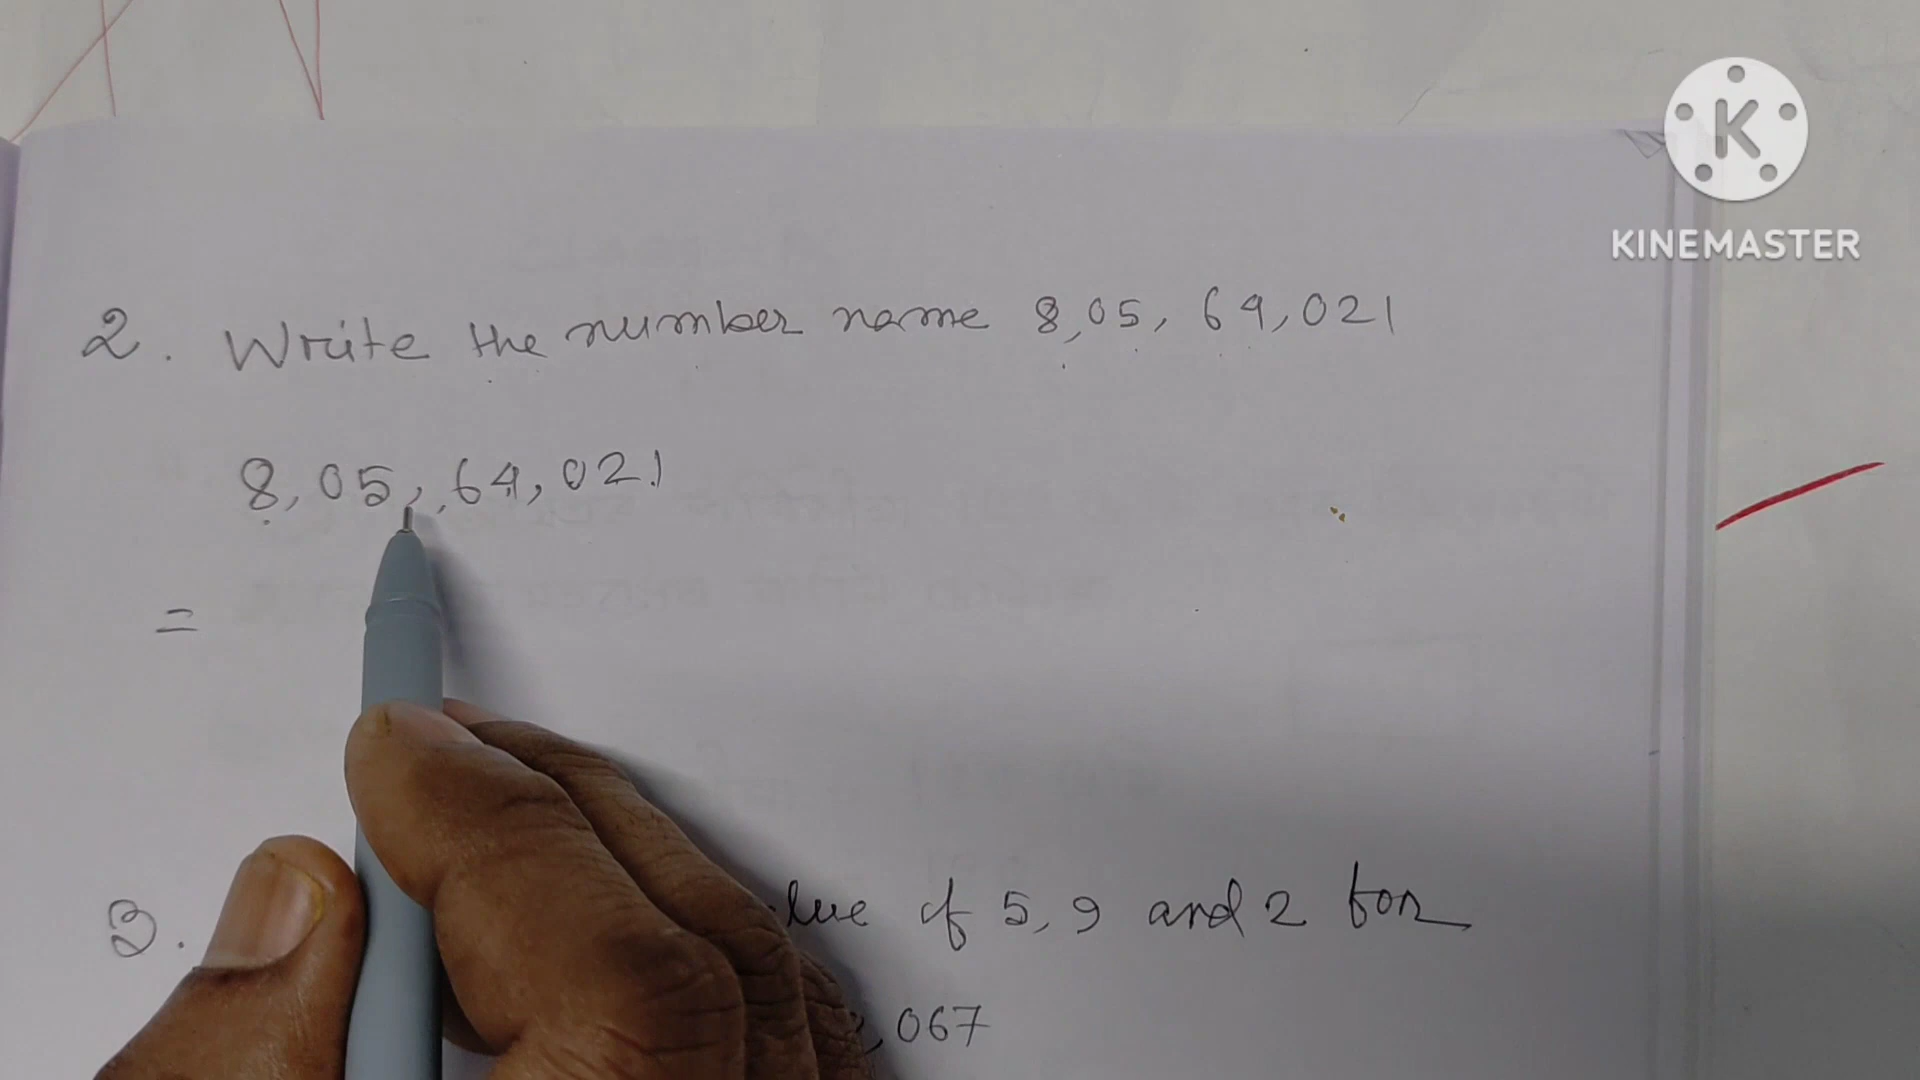 KINEMASTER
2. Write the number name 8,05,64,021
8,05,64,021
=
3. of 5, 9 and 2 for
,067